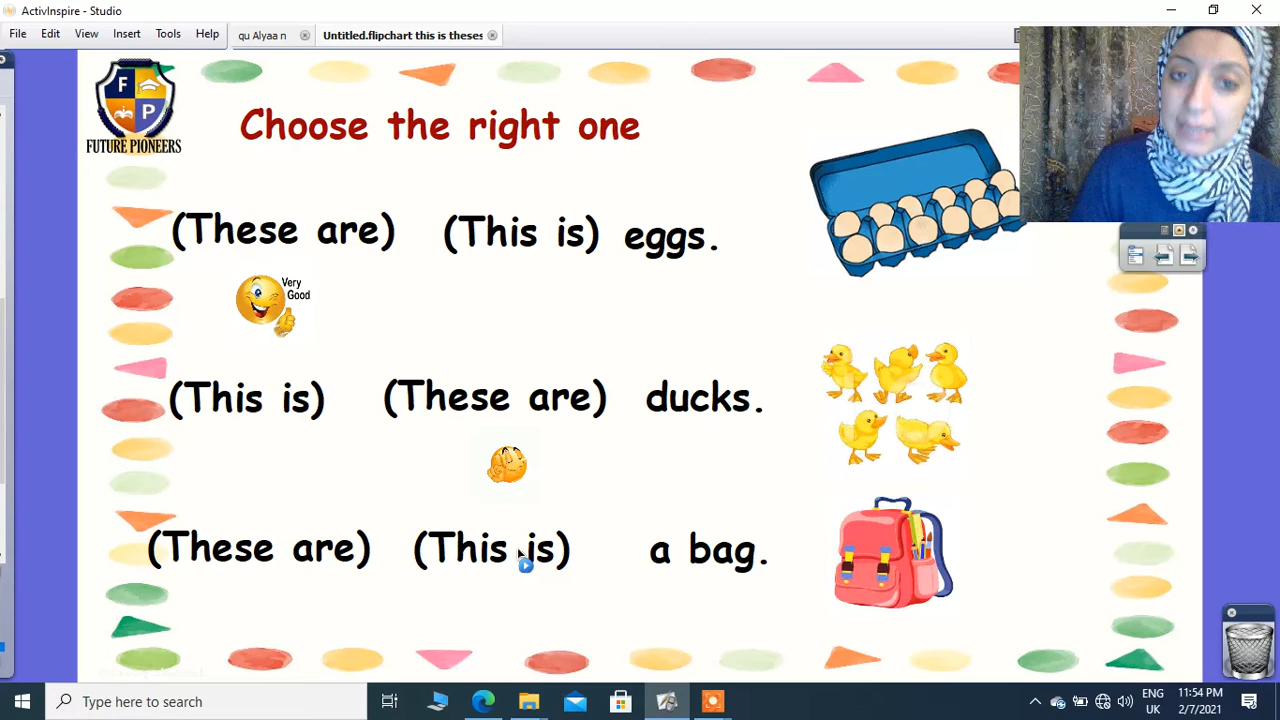 ActivInspire - Studio
File Edit View Insert Tools Help
qu Alyaa n
Untitled.flipchart this is theses
F
P
FUTURE PIONEERS
Choose the right one
(These are) (This is) eggs.
Very
Good
(This is) (These are) ducks.
(These are) (This is) a bag.
Type here to search
ENG
UK
11:54 PM
2/7/2021